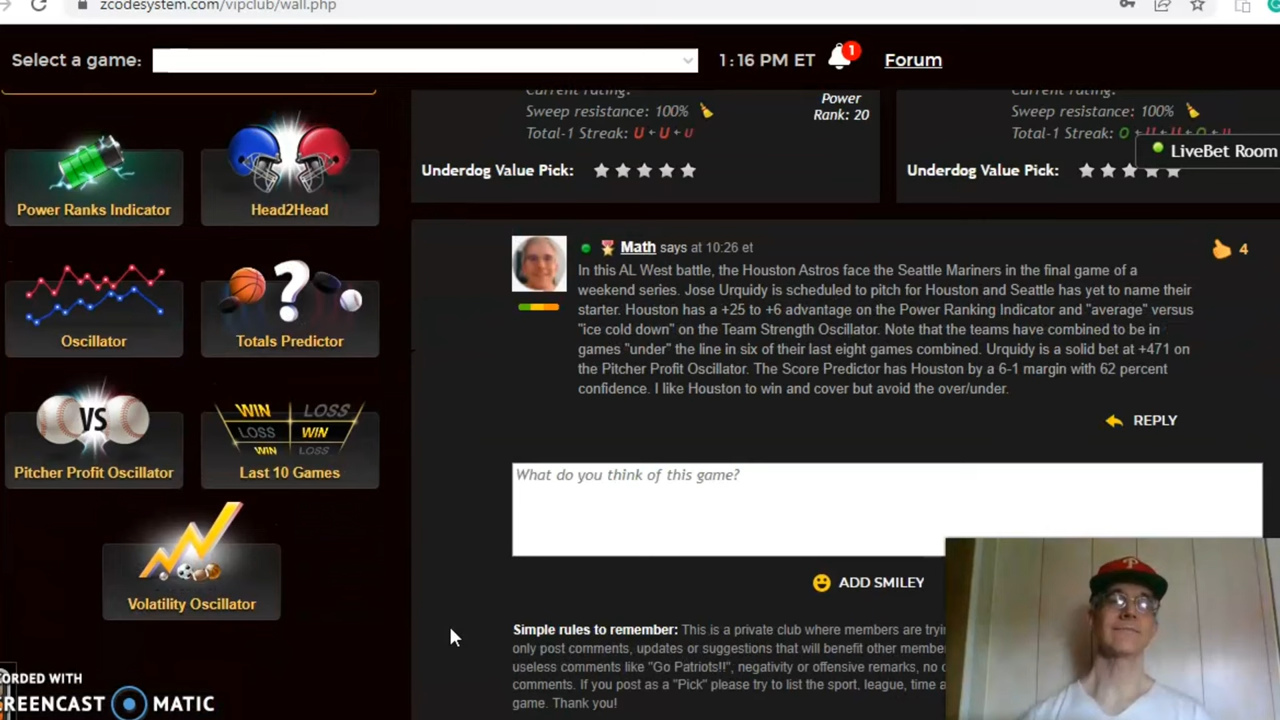 zcodesystem.com/vipclub/wall.php
Select a game:
1:16 PM ET
1
Forum
Current rating:
Sweep resistance: 100%
Total-1 Streak: U ← U ← U
Power
Rank: 20
Underdog Value Pick:
Current rating:
Sweep resistance: 100%
Total-1 Streak: O ← U ← U ← O ← U
LiveBet Room
Underdog Value Pick:
Power Ranks Indicator
Head2Head
Oscillator
Totals Predictor
VS
Pitcher Profit Oscillator
WIN LOSS
LOSS WIN
WIN LOSS
Last 10 Games
Volatility Oscillator
Math says at 10:26 et
4
In this AL West battle, the Houston Astros face the Seattle Mariners in the final game of a
weekend series. Jose Urquidy is scheduled to pitch for Houston and Seattle has yet to name their
starter. Houston has a +25 to +6 advantage on the Power Ranking Indicator and "average" versus
"ice cold down" on the Team Strength Oscillator. Note that the teams have combined to be in
games "under" the line in six of their last eight games combined. Urquidy is a solid bet at +471 on
the Pitcher Profit Oscillator. The Score Predictor has Houston by a 6-1 margin with 62 percent
confidence. I like Houston to win and cover but avoid the over/under.
REPLY
What do you think of this game?
ADD SMILEY
Simple rules to remember: This is a private club where members are tryi
only post comments, updates or suggestions that will benefit other membe
useless comments like "Go Patriots!!", negativity or offensive remarks, no c
comments. If you post as a "Pick" please try to list the sport, league, time a
game. Thank you!
P
ORDED WITH
REENCAST MATIC